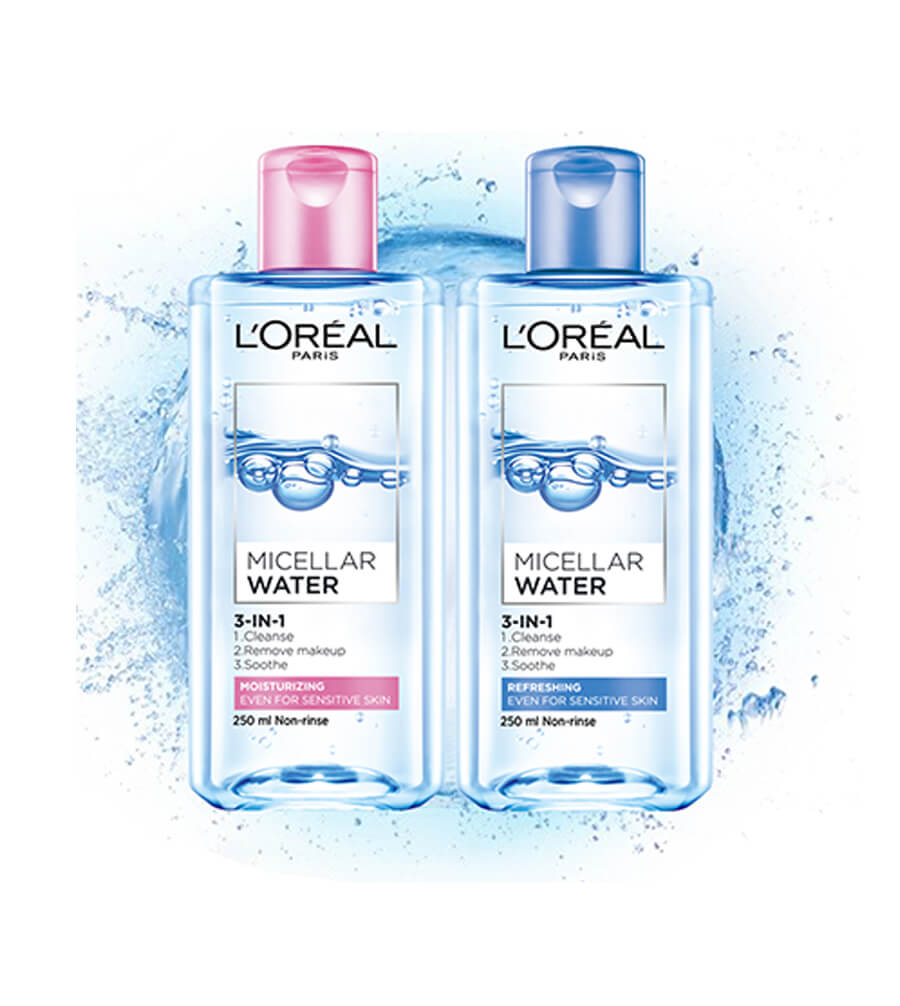 L'ORÉAL
PARiS
MICELLAR
WATER
3-IN-1
1.Cleanse
2.Remove makeup
3.Soothe
MOISTURIZING
EVEN FOR SENSITIVE SKIN
250 ml Non-rinse
L'ORÉAL
PARiS
MICELLAR
WATER
3-IN-1
1.Cleanse
2.Remove makeup
3.Soothe
REFRESHING
EVEN FOR SENSITIVE SKIN
250 ml Non-rinse